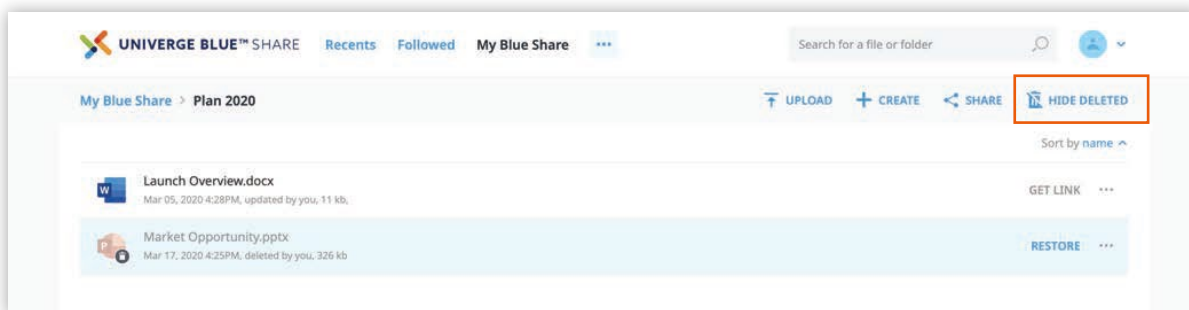 UNIVERGE BLUE™ SHARE Recents Followed My Blue Share ••• Search for a file or folder
My Blue Share > Plan 2020 UPLOAD + CREATE SHARE HIDE DELETED
Sort by name
W Launch Overview.docx
Mar 05, 2020 4:28PM, updated by you, 11 kb,
GET LINK •••
P Market Opportunity.pptx
Mar 17, 2020 4:25PM, deleted by you, 326 kb
RESTORE •••